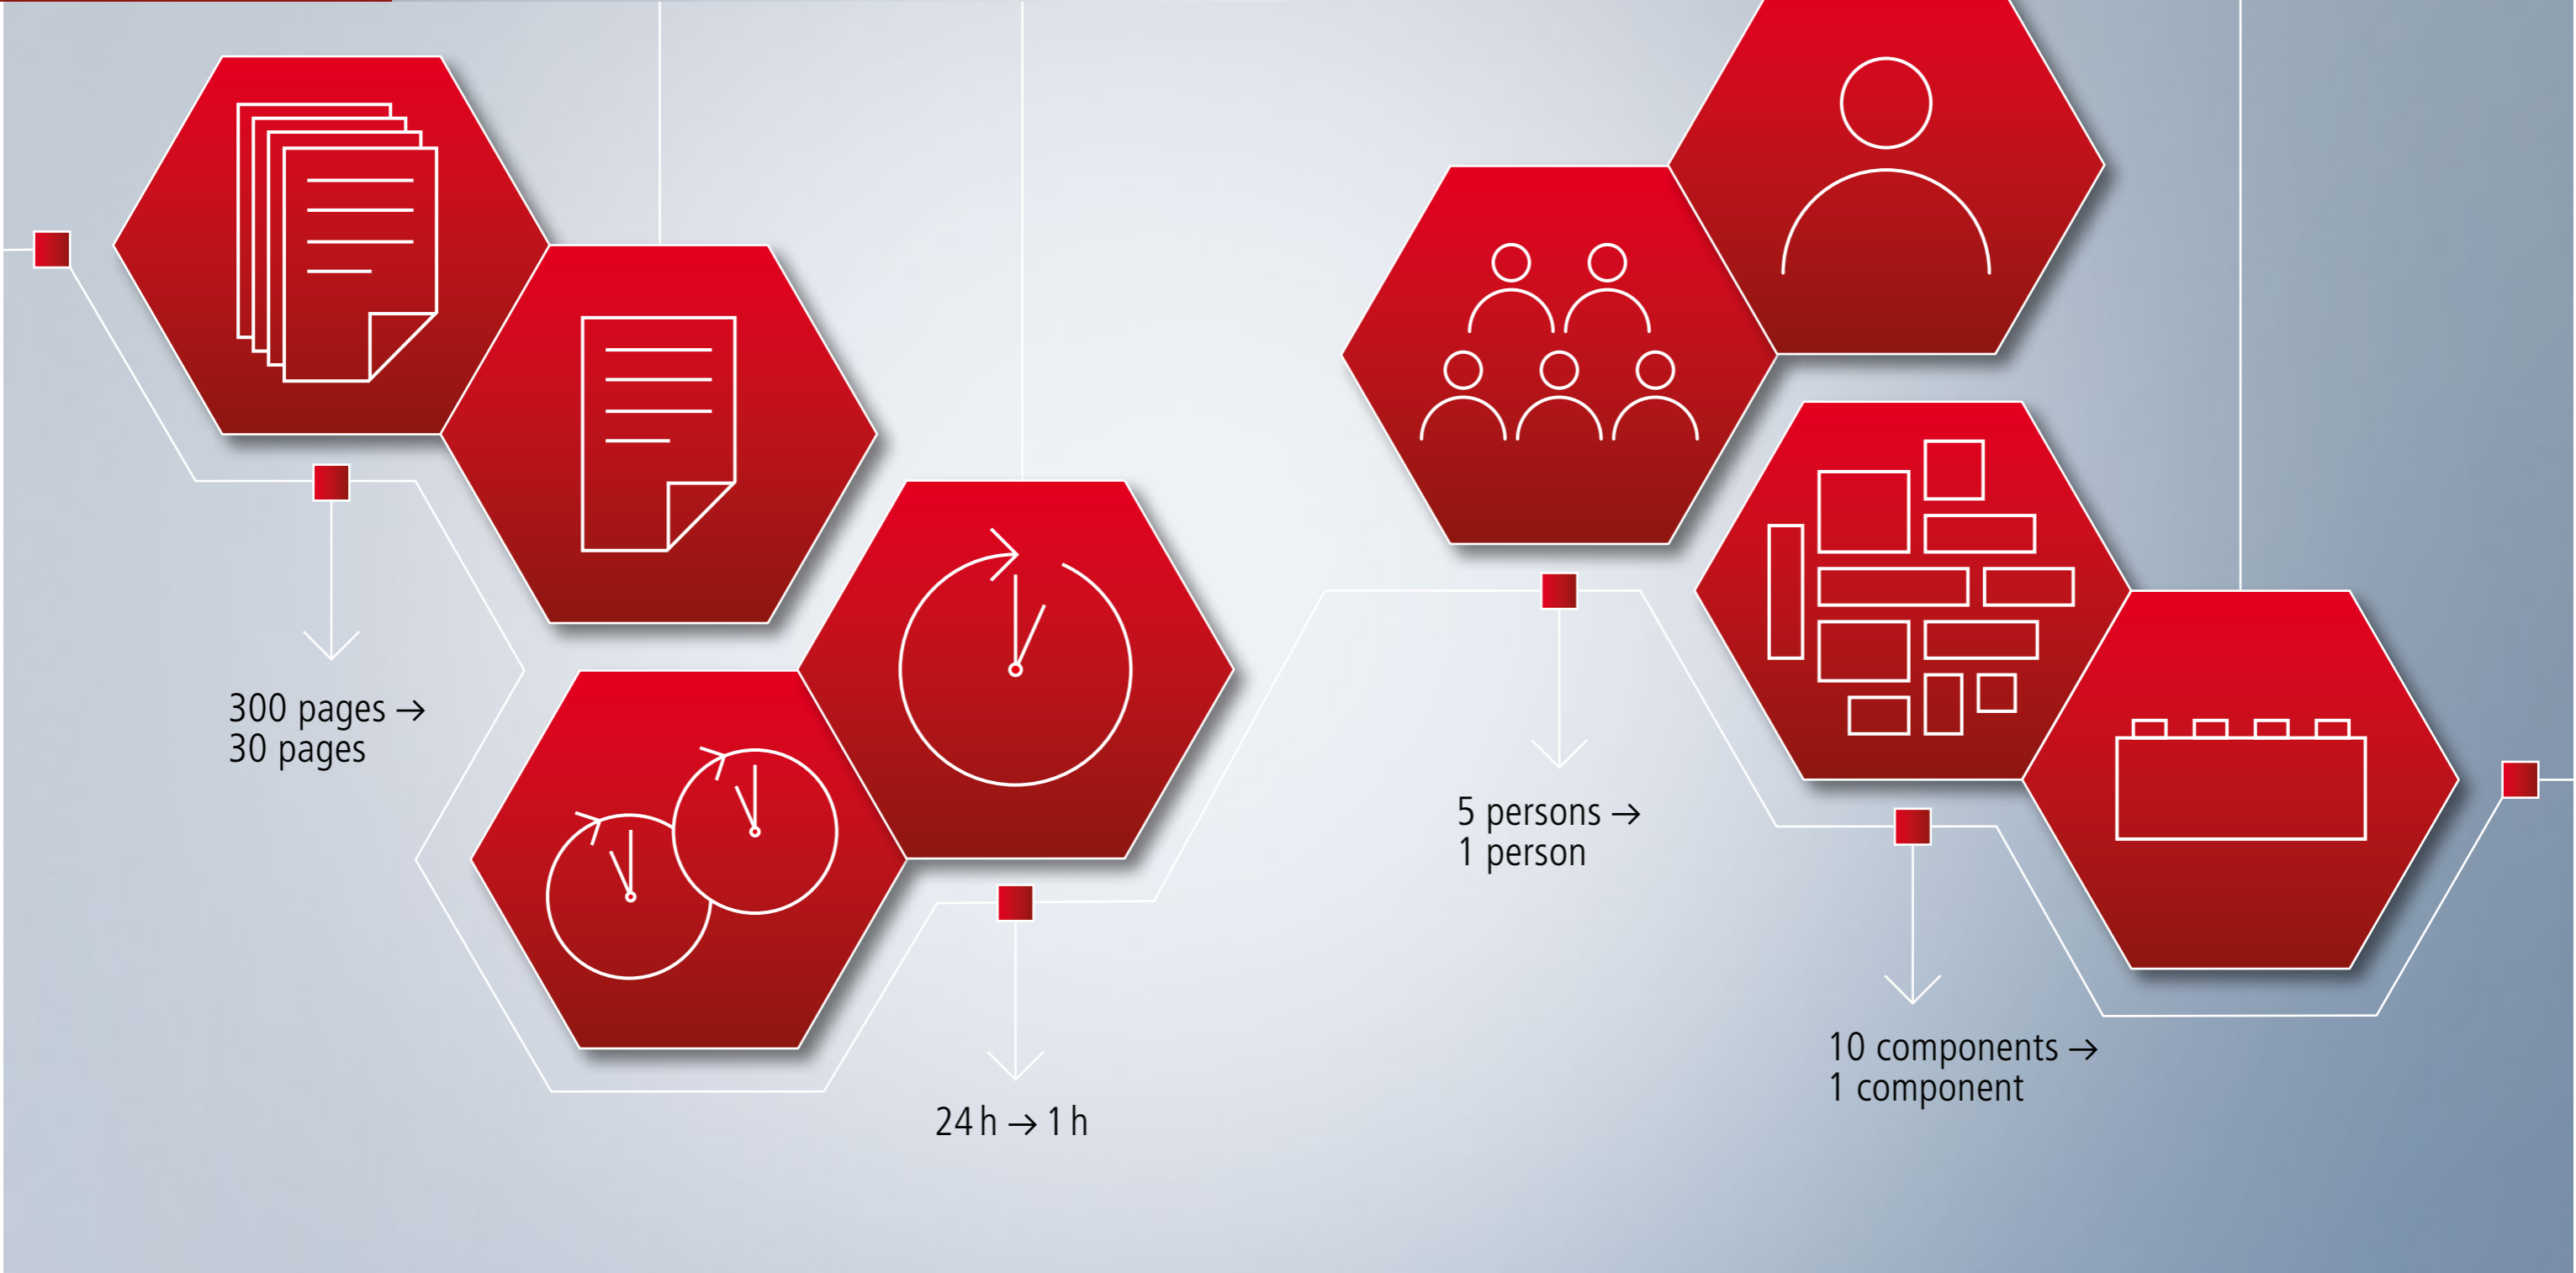 300 pages →
30 pages
24 h → 1 h
5 persons →
1 person
10 components →
1 component